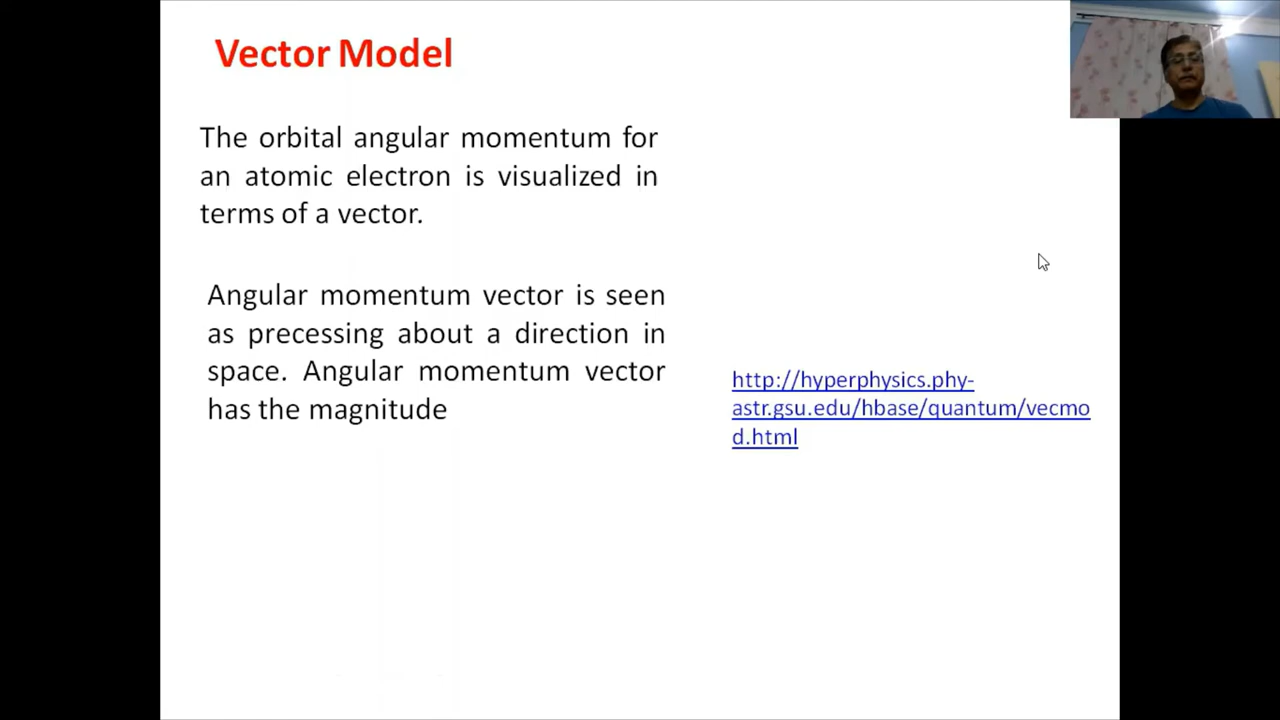 Vector Model
The orbital angular momentum for
an atomic electron is visualized in
terms of a vector.
Angular momentum vector is seen
as precessing about a direction in
space. Angular momentum vector
has the magnitude
http://hyperphysics.phy-
astr.gsu.edu/hbase/quantum/vecmo
d.html